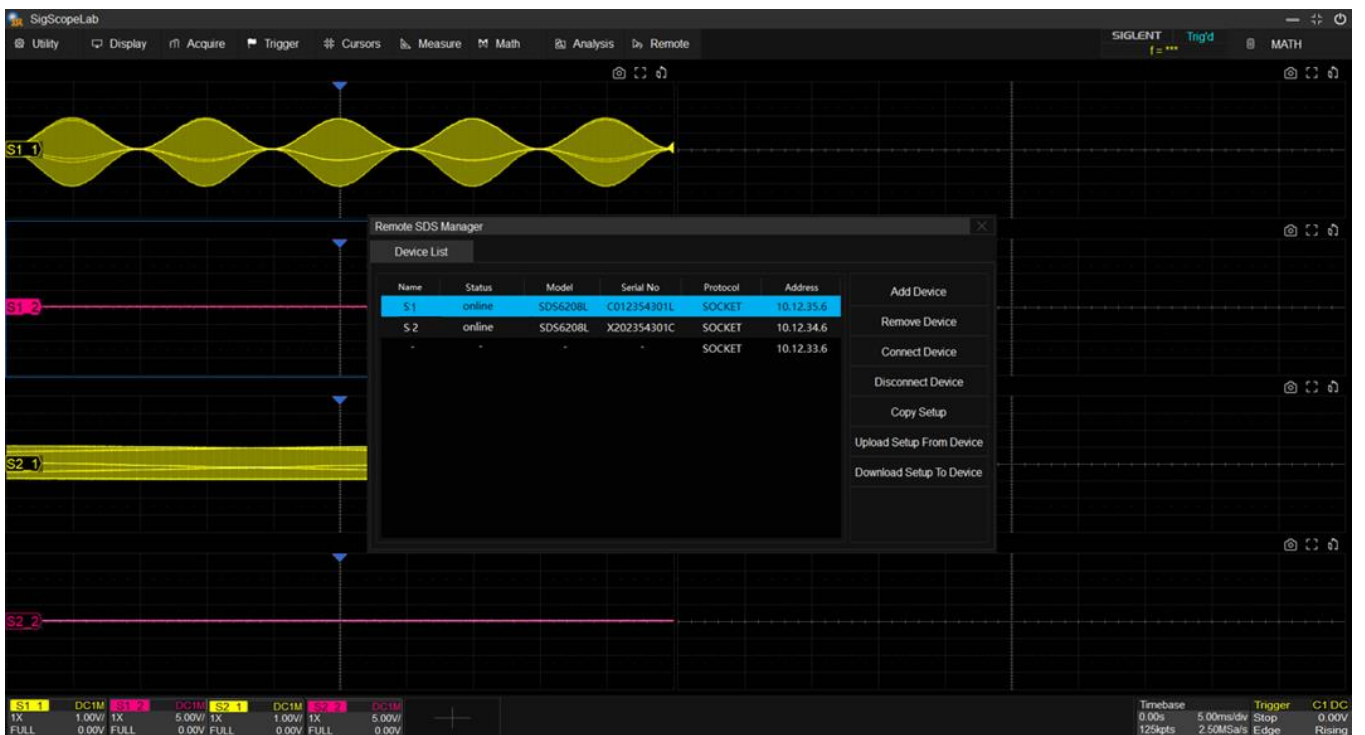 SigScopeLab
Utility Display Acquire Trigger Cursors Measure Math Analysis Remote
SIGLENT Trig'd
f = ***
MATH
S1_1
S1_2
S2_1
S2_2
Remote SDS Manager
Device List
Name Status Model Serial No Protocol Address
S1 online SDS6208L C012354301L SOCKET 10.12.35.6
S2 online SDS6208L X202354301C SOCKET 10.12.34.6
- - - - SOCKET 10.12.33.6
Add Device
Remove Device
Connect Device
Disconnect Device
Copy Setup
Upload Setup From Device
Download Setup To Device
S1_1 DC1M S1_2 DC1M S2_1 DC1M S2_2 DC1M
1X 1.00V/ 1X 5.00V/ 1X 1.00V/ 1X 5.00V/
FULL 0.00V FULL 0.00V FULL 0.00V FULL 0.00V
Timebase Trigger C1 DC
0.00s 5.00ms/div Stop 0.00V
125kpts 2.50MSa/s Edge Rising